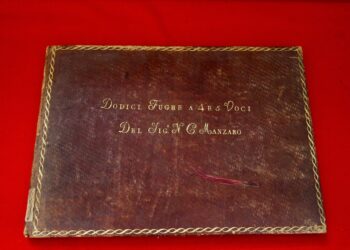 Dodici Fughe a 4 e 5 Voci
Del Sig.r N. C. Manzaro